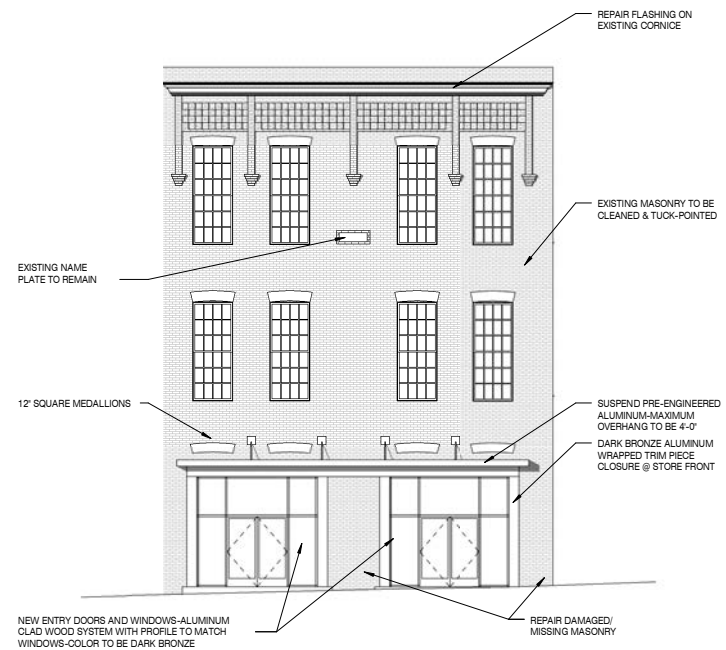 REPAIR FLASHING ON
EXISTING CORNICE
EXISTING MASONRY TO BE
CLEANED & TUCK-POINTED
EXISTING NAME
PLATE TO REMAIN
12" SQUARE MEDALLIONS
SUSPEND PRE-ENGINEERED
ALUMINUM-MAXIMUM
OVERHANG TO BE 4'-0"
DARK BRONZE ALUMINUM
WRAPPED TRIM PIECE
CLOSURE @ STORE FRONT
NEW ENTRY DOORS AND WINDOWS-ALUMINUM
CLAD WOOD SYSTEM WITH PROFILE TO MATCH
WINDOWS-COLOR TO BE DARK BRONZE
REPAIR DAMAGED/
MISSING MASONRY